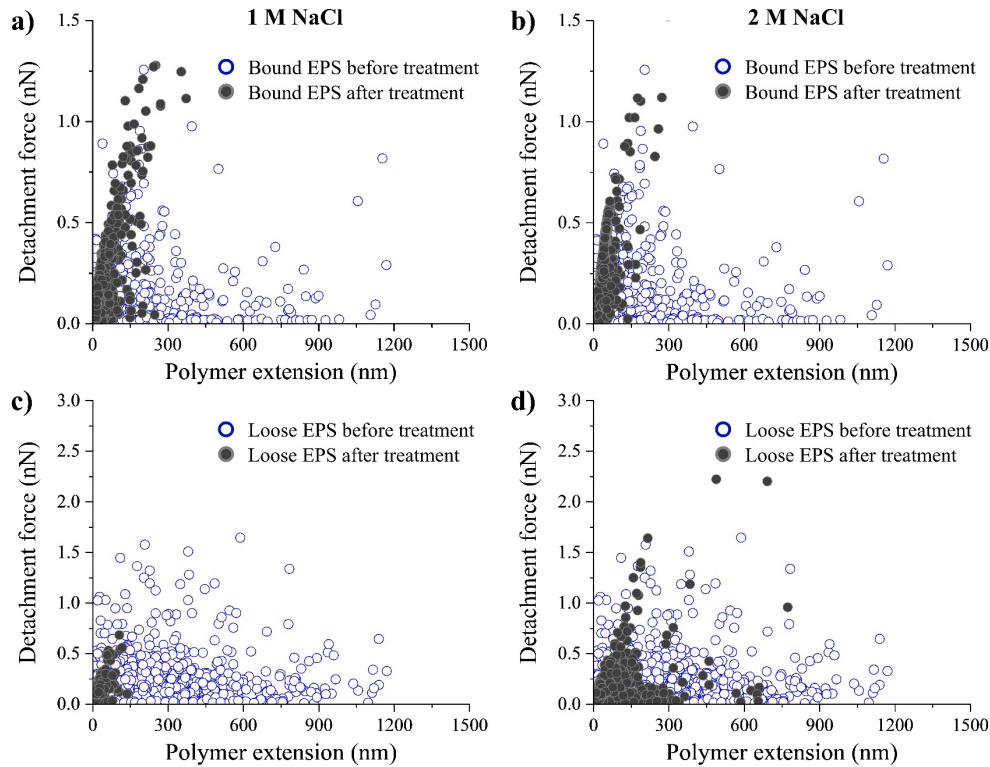 1 M NaCl
2 M NaCl
a)
Detachment force (nN)
1.5
1.0
0.5
0.0
Bound EPS before treatment
Bound EPS after treatment
0 300 600 900 1200 1500
Polymer extension (nm)
b)
Detachment force (nN)
1.5
1.0
0.5
0.0
Bound EPS before treatment
Bound EPS after treatment
0 300 600 900 1200 1500
Polymer extension (nm)
c)
Detachment force (nN)
3.0
2.5
2.0
1.5
1.0
0.5
0.0
Loose EPS before treatment
Loose EPS after treatment
0 300 600 900 1200 1500
Polymer extension (nm)
d)
Detachment force (nN)
3.0
2.5
2.0
1.5
1.0
0.5
0.0
Loose EPS before treatment
Loose EPS after treatment
0 300 600 900 1200 1500
Polymer extension (nm)